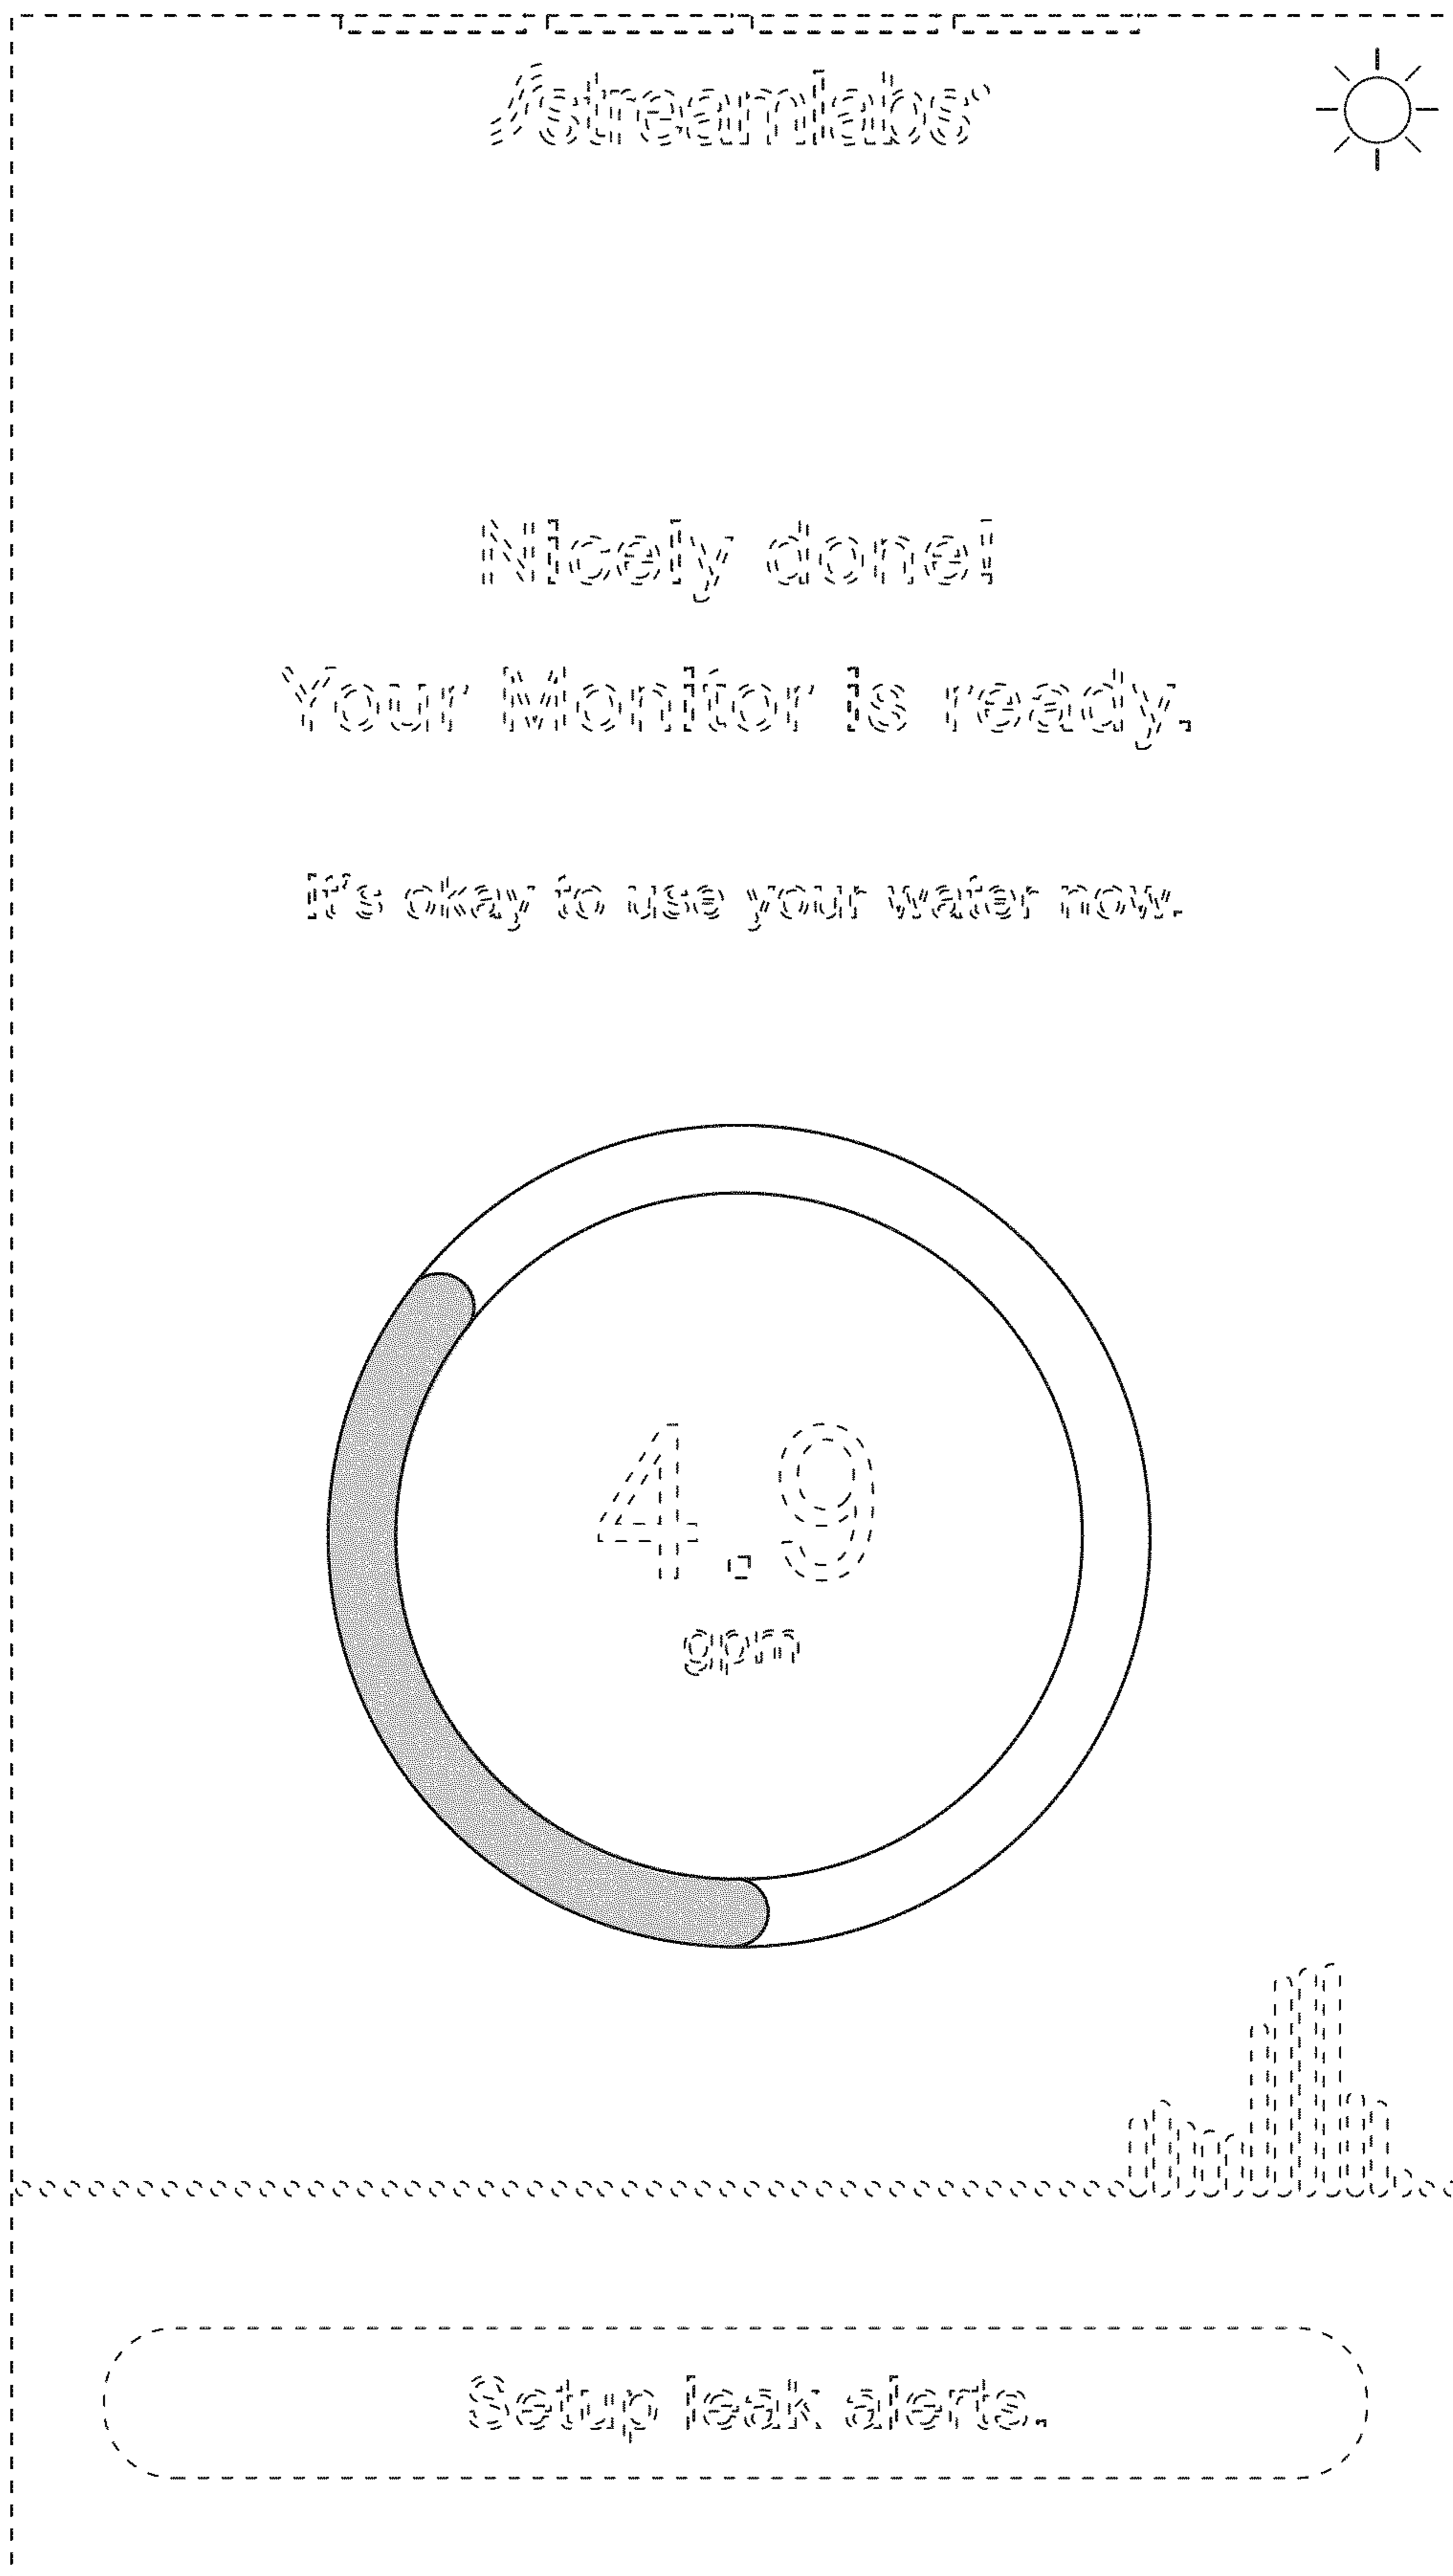 streamlabs
Nicely done!
Your Monitor is ready.
It's okay to use your water now.
4.9
gpm
Setup leak alerts.